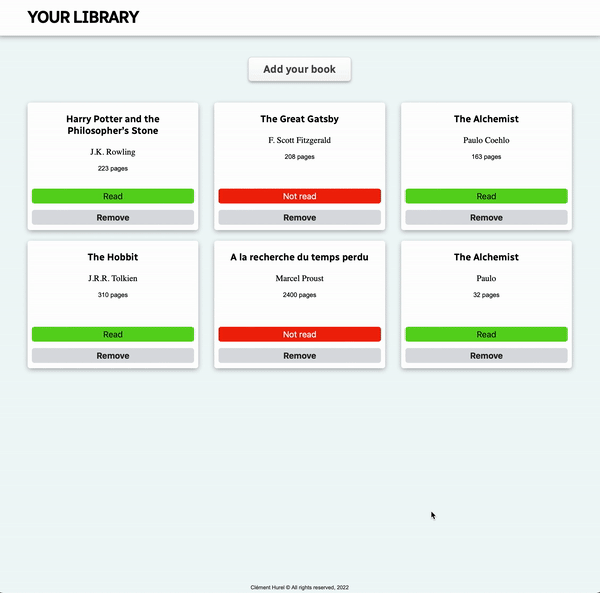 YOUR LIBRARY
Add your book
Harry Potter and the
Philosopher's Stone
J.K. Rowling
223 pages
Read
Remove
The Great Gatsby
F. Scott Fitzgerald
208 pages
Not read
Remove
The Alchemist
Paulo Coehlo
163 pages
Read
Remove
The Hobbit
J.R.R. Tolkien
310 pages
Read
Remove
A la recherche du temps perdu
Marcel Proust
2400 pages
Not read
Remove
The Alchemist
Paulo
32 pages
Read
Remove
Clément Hurel © All rights reserved, 2022